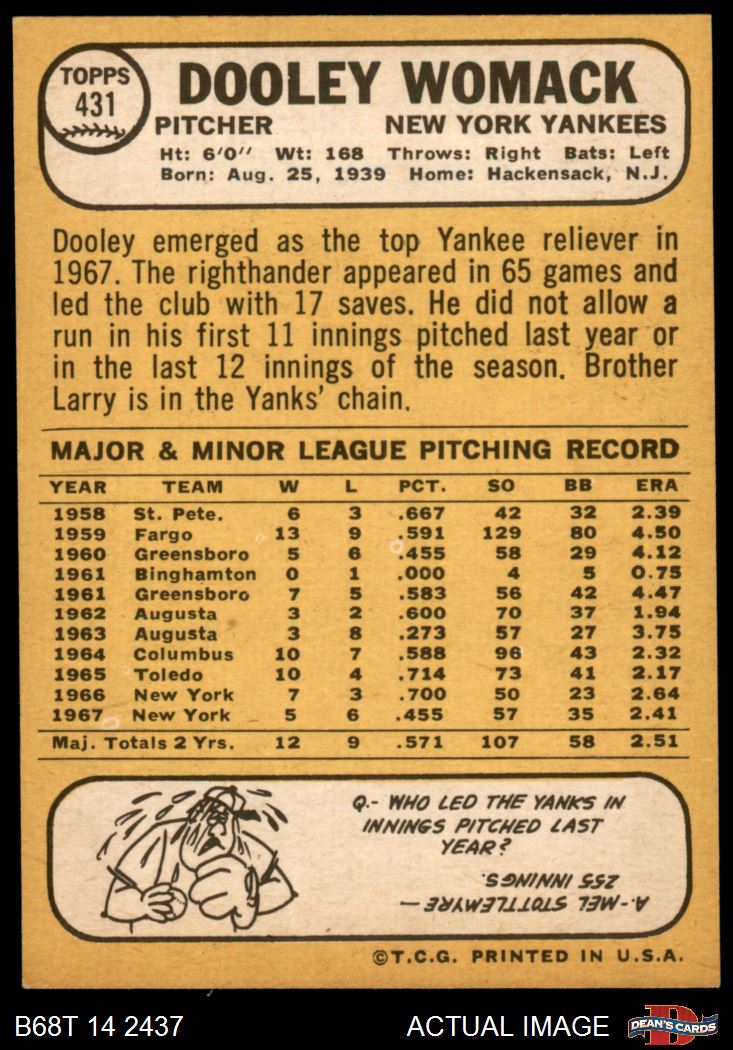 TOPPS
431
DOOLEY WOMACK
PITCHER NEW YORK YANKEES
Ht: 6'0" Wt: 168 Throws: Right Bats: Left
Born: Aug. 25, 1939 Home: Hackensack, N.J.
Dooley emerged as the top Yankee reliever in
1967. The righthander appeared in 65 games and
led the club with 17 saves. He did not allow a
run in his first 11 innings pitched last year or
in the last 12 innings of the season. Brother
Larry is in the Yanks' chain.
MAJOR & MINOR LEAGUE PITCHING RECORD
YEAR TEAM W L PCT. SO BB ERA
1958 St. Pete. 6 3 .667 42 32 2.39
1959 Fargo 13 9 .591 129 80 4.50
1960 Greensboro 5 6 .455 58 29 4.12
1961 Binghamton 0 1 .000 4 5 0.75
1961 Greensboro 7 5 .583 56 42 4.47
1962 Augusta 3 2 .600 70 37 1.94
1963 Augusta 3 8 .273 57 27 3.75
1964 Columbus 10 7 .588 96 43 2.32
1965 Toledo 10 4 .714 73 41 2.17
1966 New York 7 3 .700 50 23 2.64
1967 New York 5 6 .455 57 35 2.41
Maj. Totals 2 Yrs. 12 9 .571 107 58 2.51
Q.- WHO LED THE YANKS IN
INNINGS PITCHED LAST
YEAR?
A.- MEL STOTTLEMYRE —
255 INNINGS.
©T.C.G. PRINTED IN U.S.A.
B68T 14 2437 ACTUAL IMAGE DEAN'S CARDS